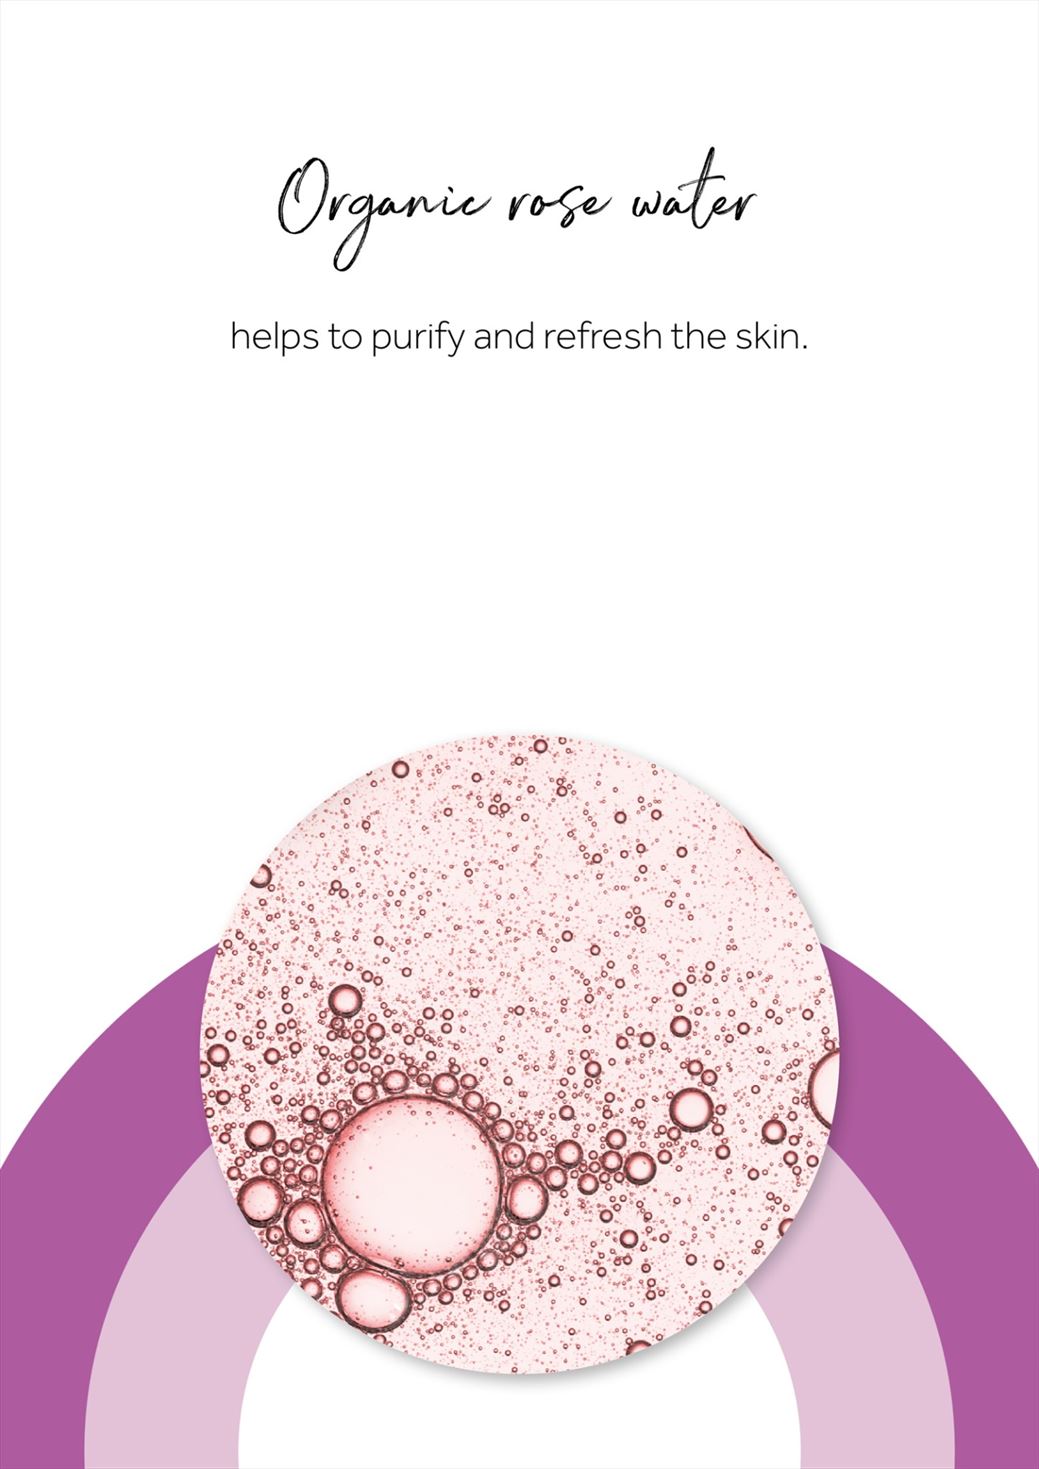 Organic rose water
helps to purify and refresh the skin.